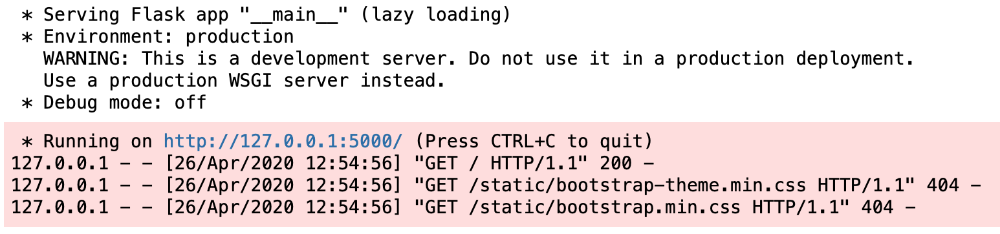 * Serving Flask app "__main__" (lazy loading)
* Environment: production
WARNING: This is a development server. Do not use it in a production deployment.
Use a production WSGI server instead.
* Debug mode: off
* Running on http://127.0.0.1:5000/ (Press CTRL+C to quit)
127.0.0.1 - - [26/Apr/2020 12:54:56] "GET / HTTP/1.1" 200 -
127.0.0.1 - - [26/Apr/2020 12:54:56] "GET /static/bootstrap-theme.min.css HTTP/1.1" 404 -
127.0.0.1 - - [26/Apr/2020 12:54:56] "GET /static/bootstrap.min.css HTTP/1.1" 404 -